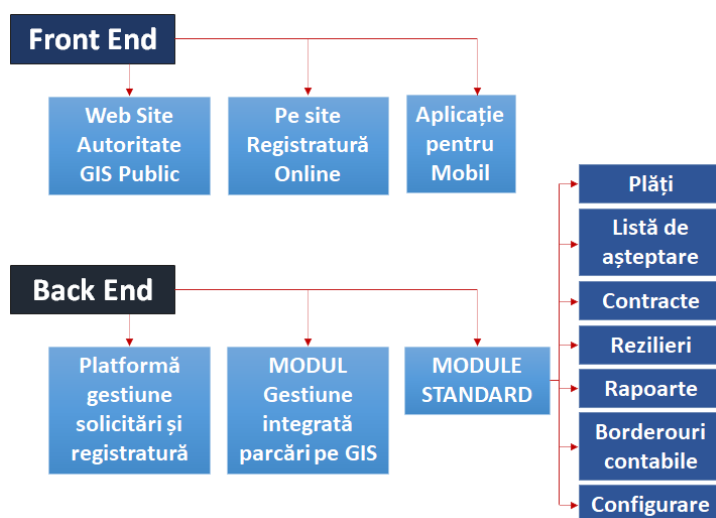 Front End
Web Site
Autoritate
GIS Public
Pe site
Registratură
Online
Aplicație
pentru
Mobil
Back End
Platformă
gestiune
solicitări și
registratură
MODUL
Gestiune
integrată
parcări pe GIS
MODULE
STANDARD
Plăți
Listă de
așteptare
Contracte
Rezilieri
Rapoarte
Borderouri
contabile
Configurare